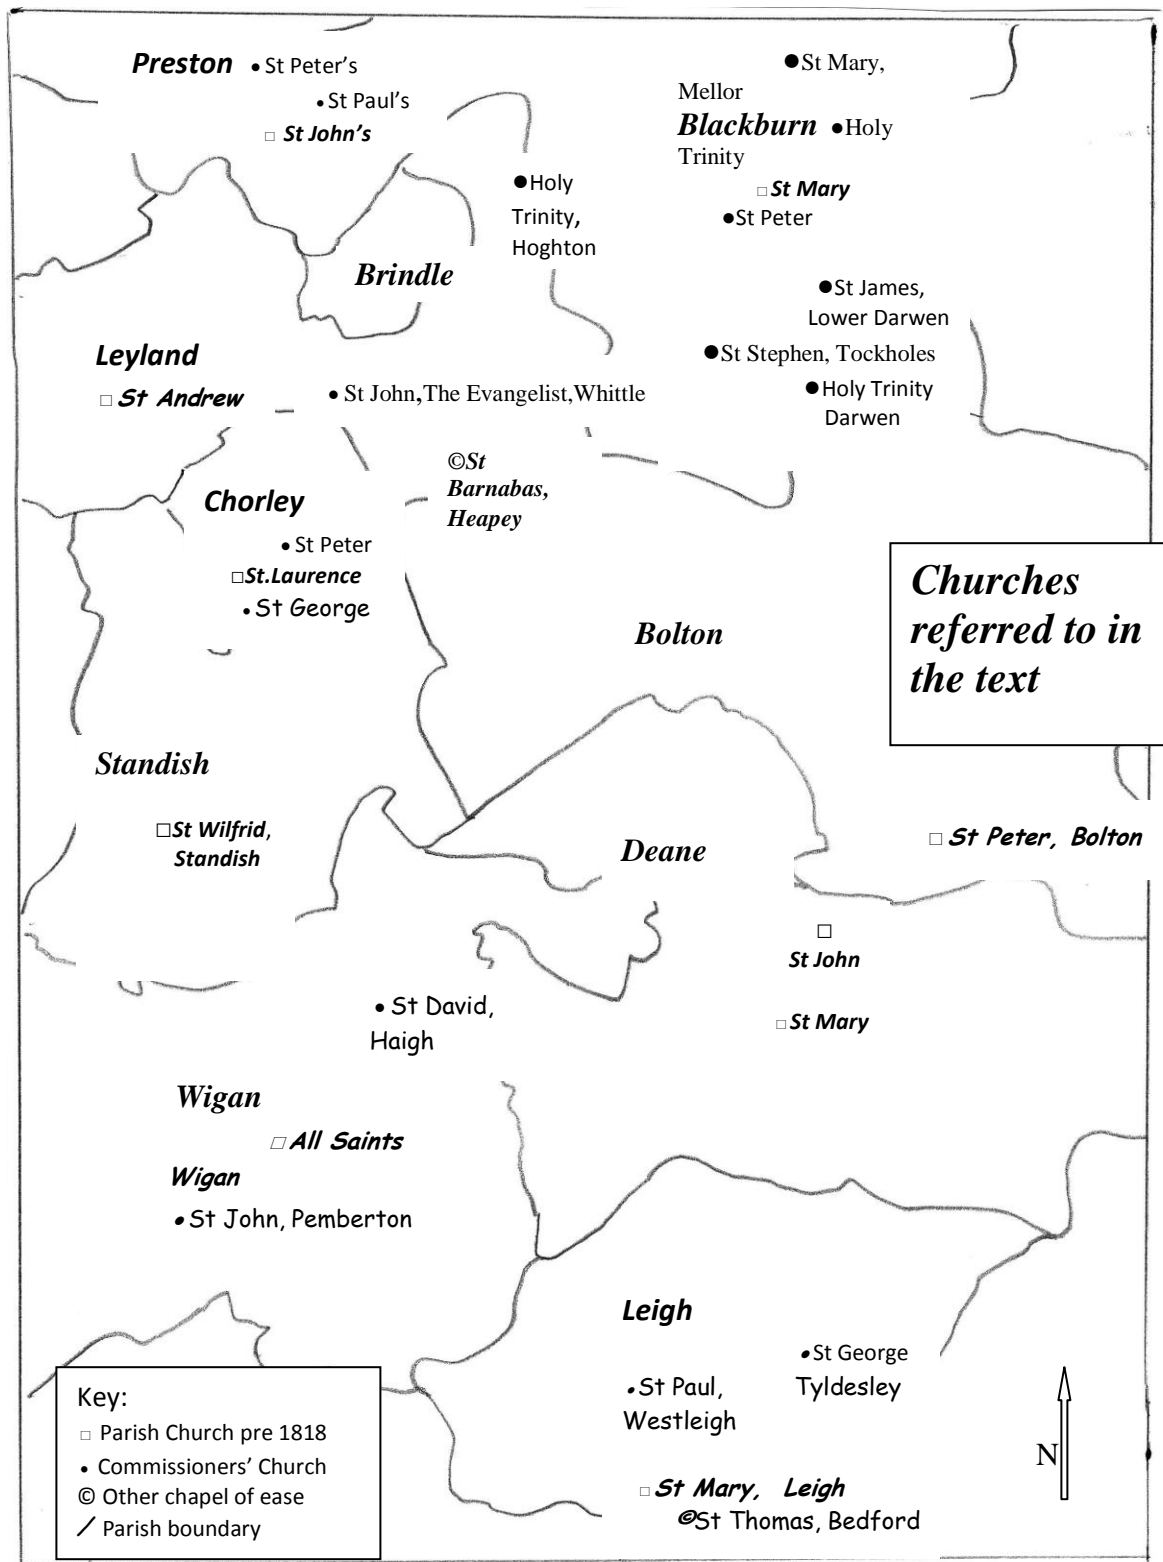 Preston • St Peter's
• St Paul's
□ St John's
●St Mary,
Mellor
Blackburn ●Holy
Trinity
□ St Mary
●St Peter
●Holy
Trinity,
Hoghton
Brindle
●St James,
Lower Darwen
Leyland
□ St Andrew
• St John,The Evangelist,Whittle
●St Stephen, Tockholes
●Holy Trinity
Darwen
©St
Barnabas,
Heapey
Chorley
• St Peter
□St.Laurence
• St George
Churches
referred to in
the text
Bolton
Standish
□St Wilfrid,
Standish
Deane
□ St Peter, Bolton
□
St John
□ St Mary
• St David,
Haigh
Wigan
□ All Saints
Wigan
• St John, Pemberton
Leigh
• St George
Tyldesley
• St Paul,
Westleigh
□ St Mary, Leigh
©St Thomas, Bedford
Key:
□ Parish Church pre 1818
• Commissioners' Church
© Other chapel of ease
/ Parish boundary
N